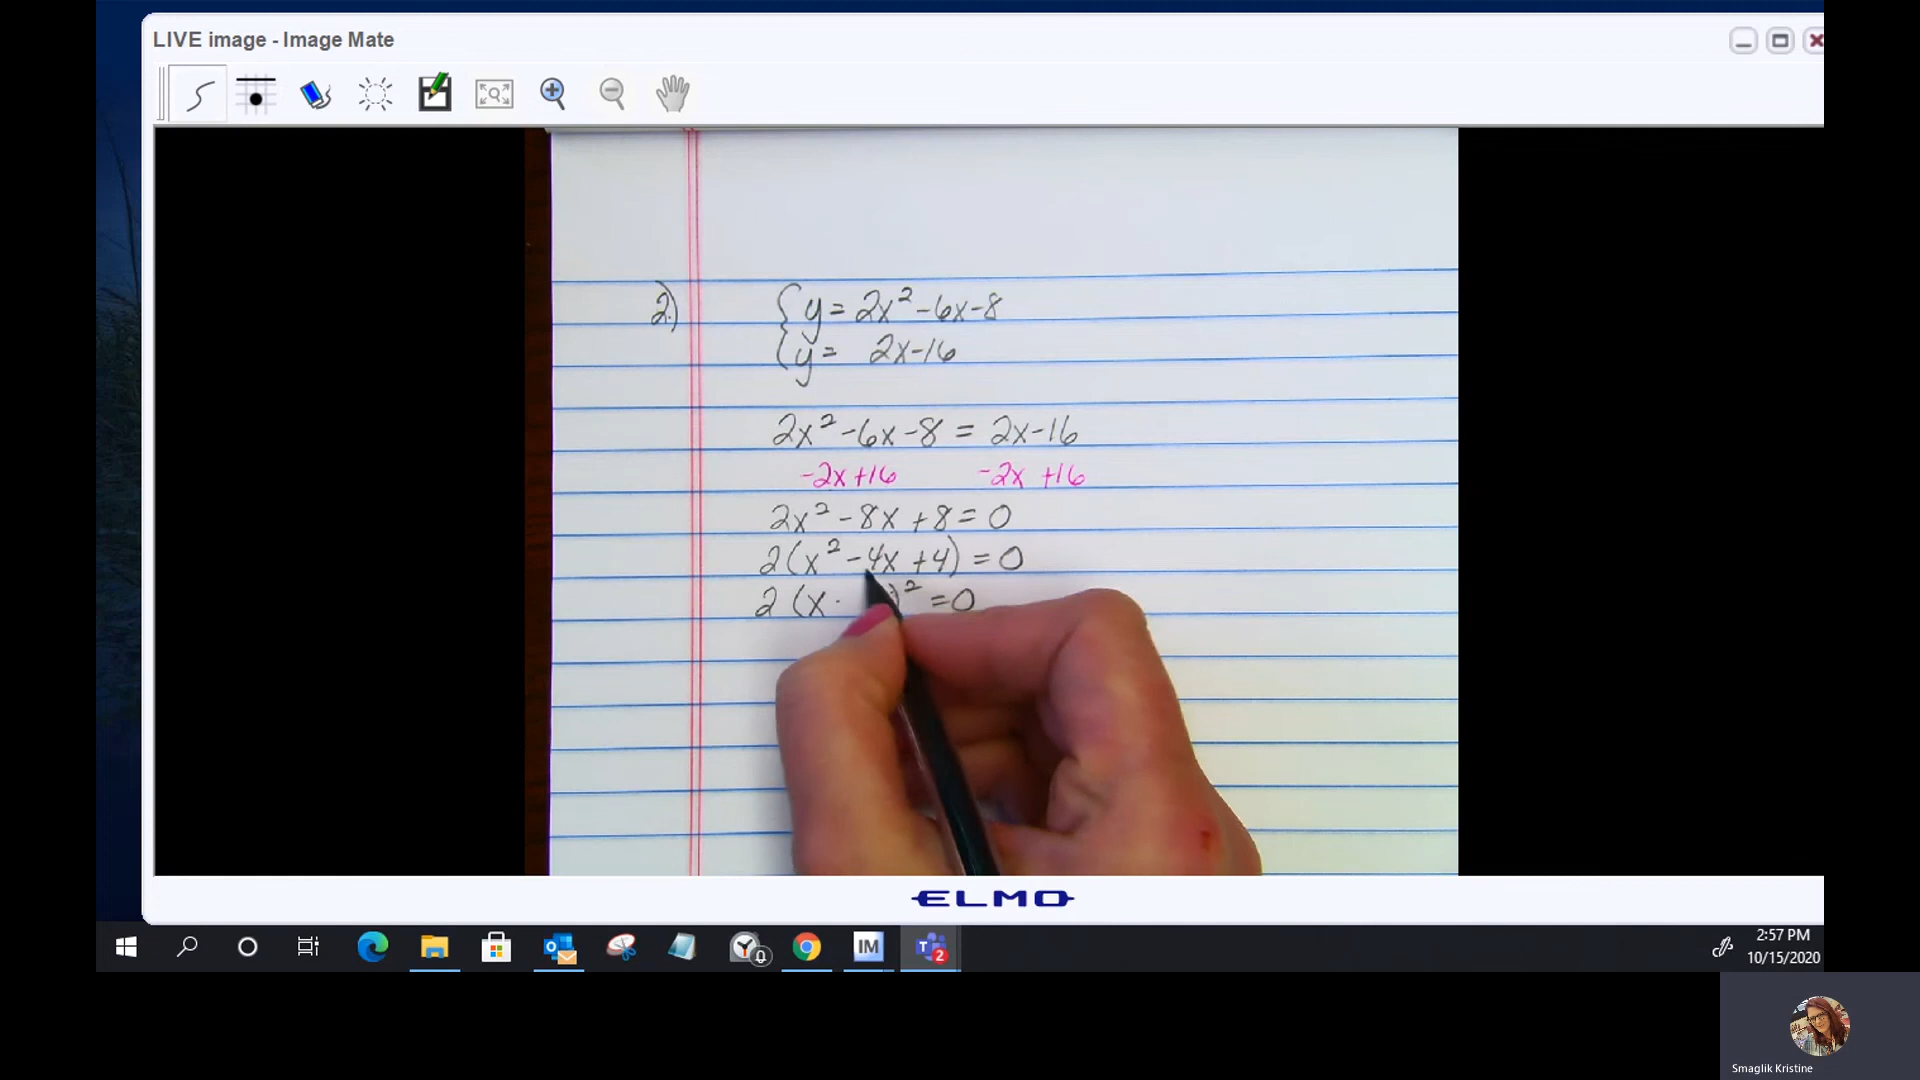 LIVE image - Image Mate
2.)
y = 2x² - 6x - 8
y = 2x - 16
2x² - 6x - 8 = 2x - 16
-2x + 16 -2x + 16
2x² - 8x + 8 = 0
2(x² - 4x + 4) = 0
2(x - )² = 0
ELMO
IM
T 2
2:57 PM
10/15/2020
Smaglik Kristine